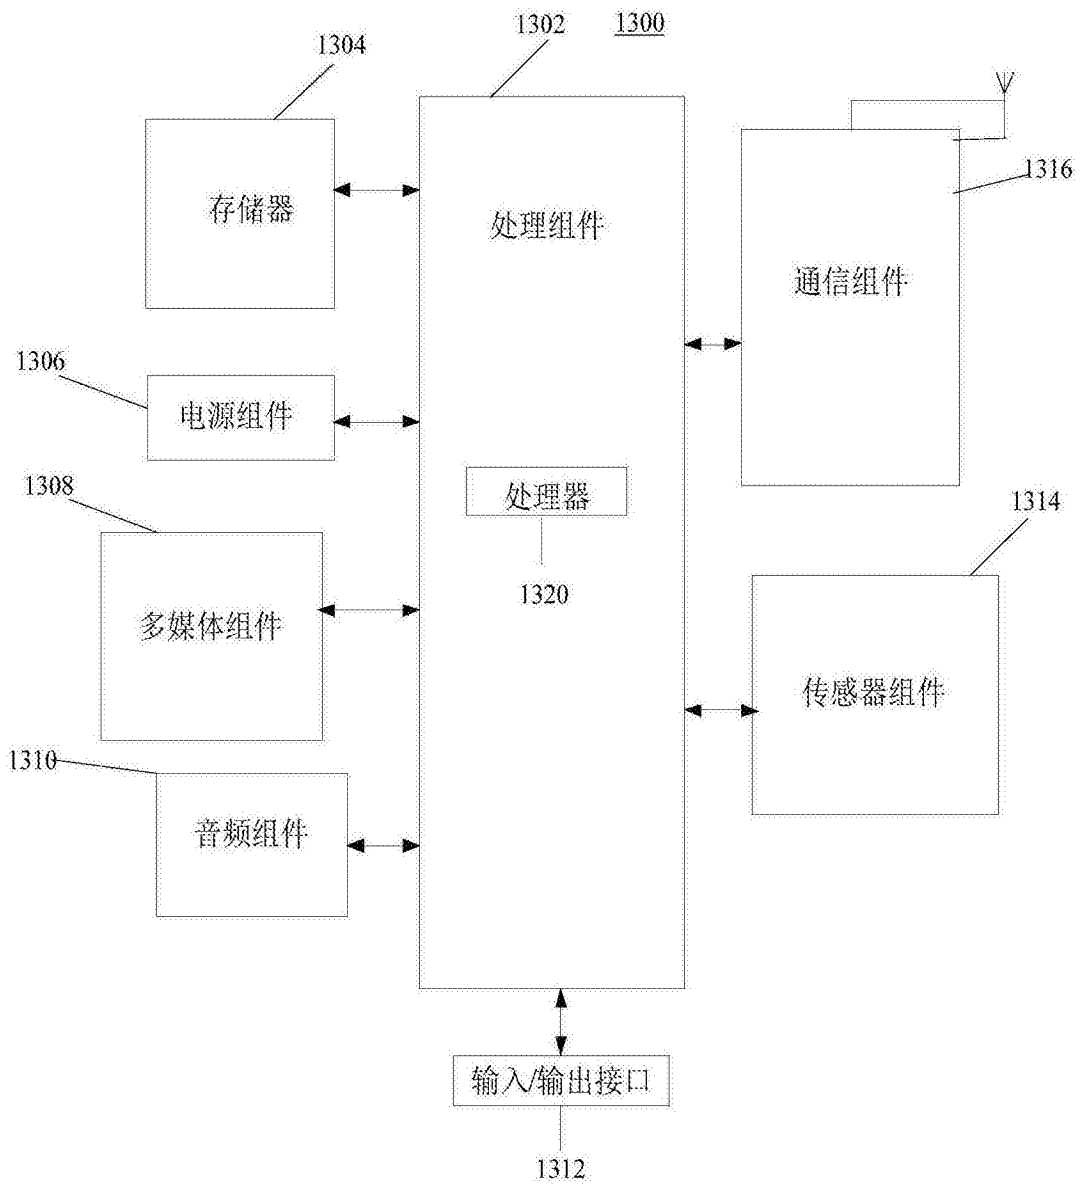 1302
1300
1304
存储器
处理组件
1316
通信组件
1306
电源组件
1308
处理器
1314
1320
多媒体组件
传感器组件
1310
音频组件
输入/输出接口
1312